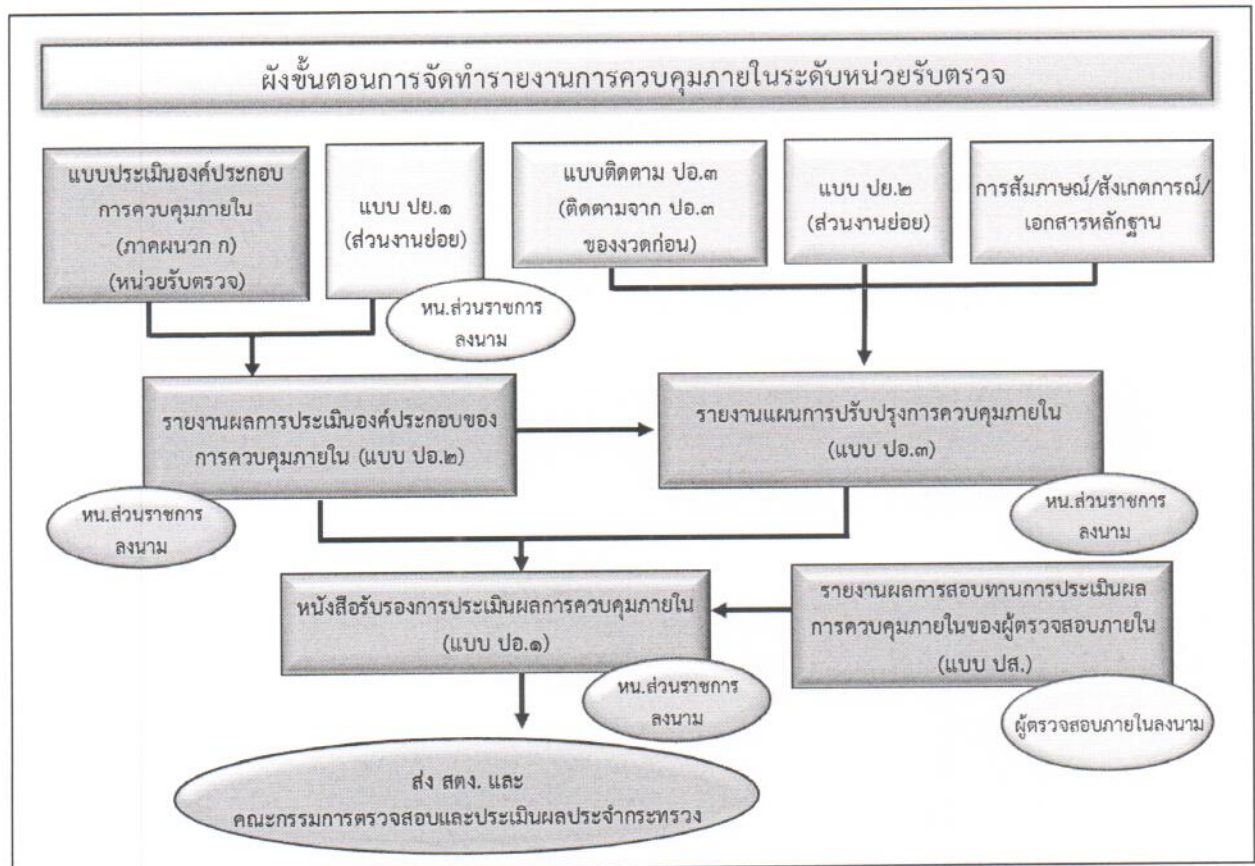 ผังขั้นตอนการจัดทำรายงานการควบคุมภายในระดับหน่วยรับตรวจ
แบบประเมินองค์ประกอบ
การควบคุมภายใน
(ภาคผนวก ก)
(หน่วยรับตรวจ)
แบบ ปย.๑
(ส่วนงานย่อย)
หน.ส่วนราชการ
ลงนาม
แบบติดตาม ปอ.๓
(ติดตามจาก ปอ.๓
ของงวดก่อน)
แบบ ปย.๒
(ส่วนงานย่อย)
การสัมภาษณ์/สังเกตการณ์/
เอกสารหลักฐาน
รายงานผลการประเมินองค์ประกอบของ
การควบคุมภายใน (แบบ ปอ.๒)
หน.ส่วนราชการ
ลงนาม
รายงานแผนการปรับปรุงการควบคุมภายใน
(แบบ ปอ.๓)
หน.ส่วนราชการ
ลงนาม
หนังสือรับรองการประเมินผลการควบคุมภายใน
(แบบ ปอ.๑)
หน.ส่วนราชการ
ลงนาม
รายงานผลการสอบทานการประเมินผล
การควบคุมภายในของผู้ตรวจสอบภายใน
(แบบ ปส.)
ผู้ตรวจสอบภายในลงนาม
ส่ง สตง. และ
คณะกรรมการตรวจสอบและประเมินผลประจำกระทรวง